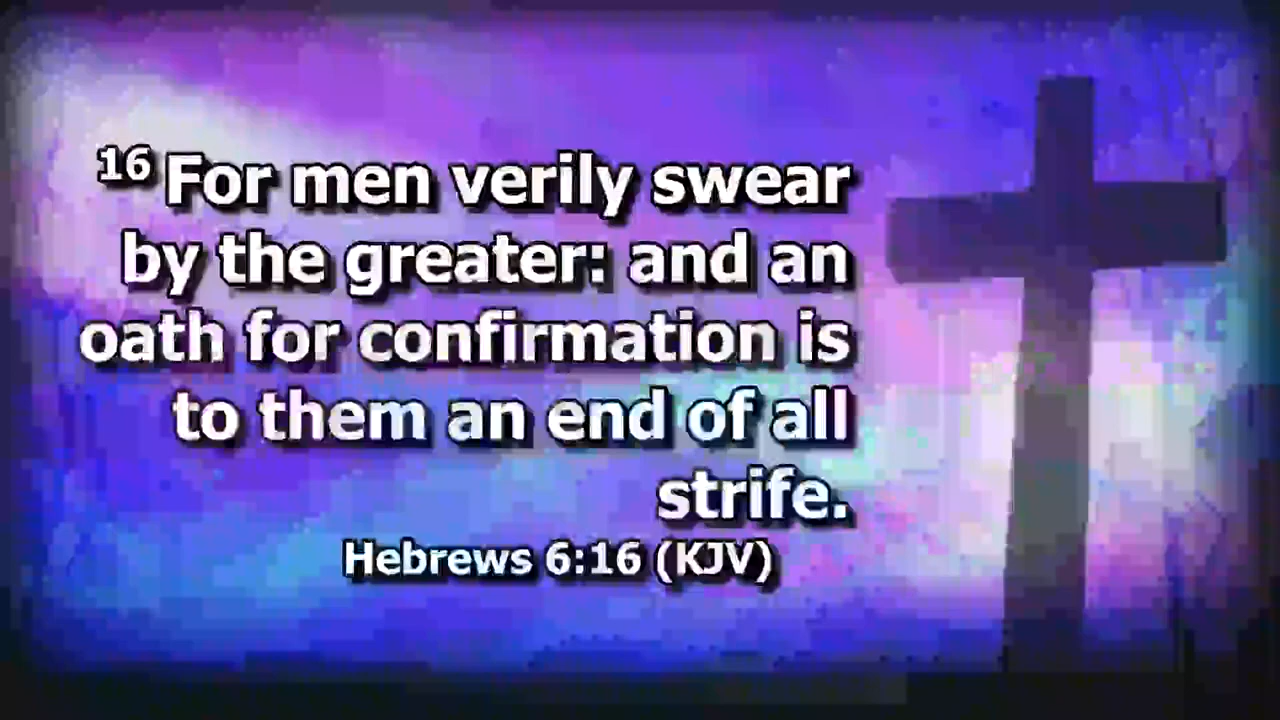 16 For men verily swear
by the greater: and an
oath for confirmation is
to them an end of all
strife.
Hebrews 6:16 (KJV)